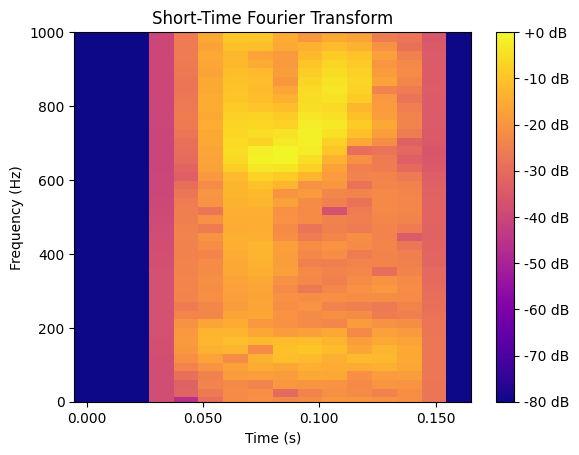 Short-Time Fourier Transform
1000
800
600
400
200
0
Frequency (Hz)
0.000
0.050
0.100
0.150
Time (s)
+0 dB
-10 dB
-20 dB
-30 dB
-40 dB
-50 dB
-60 dB
-70 dB
-80 dB